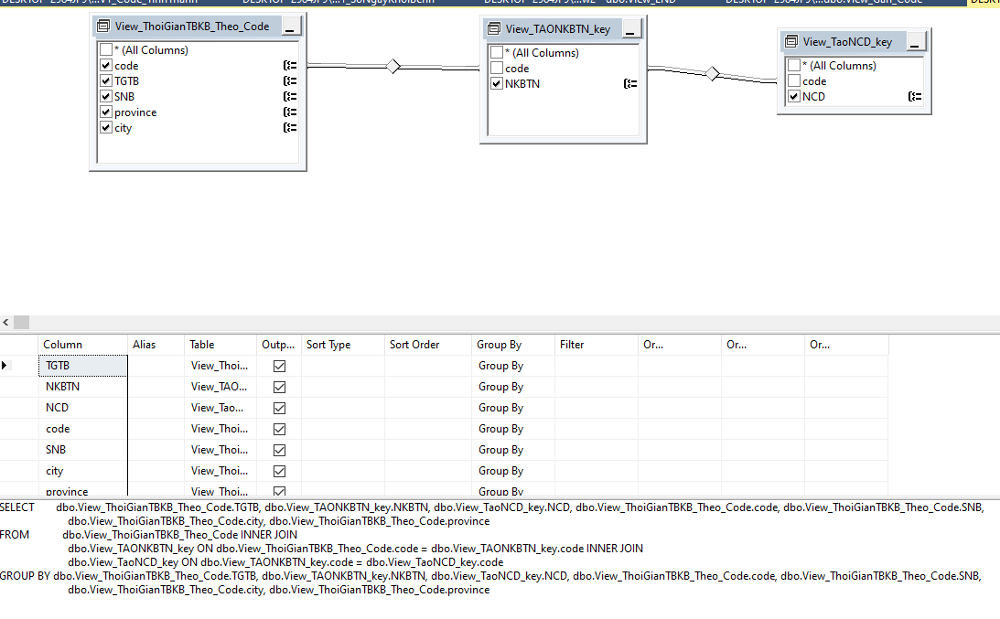 View_ThoiGianTBKB_Theo_Code
* (All Columns)
code
TGTB
SNB
province
city
View_TAONKBTN_key
* (All Columns)
code
NKBTN
View_TaoNCD_key
* (All Columns)
code
NCD
Column Alias Table Outp... Sort Type Sort Order Group By Filter Or... Or... Or...
TGTB View_Thoi... Group By
NKBTN View_TAO... Group By
NCD View_Tao... Group By
code View_Thoi... Group By
SNB View_Thoi... Group By
city View_Thoi... Group By
province View_Thoi... Group By
SELECT dbo.View_ThoiGianTBKB_Theo_Code.TGTB, dbo.View_TAONKBTN_key.NKBTN, dbo.View_TaoNCD_key.NCD, dbo.View_ThoiGianTBKB_Theo_Code.code, dbo.View_ThoiGianTBKB_Theo_Code.SNB,
dbo.View_ThoiGianTBKB_Theo_Code.city, dbo.View_ThoiGianTBKB_Theo_Code.province
FROM dbo.View_ThoiGianTBKB_Theo_Code INNER JOIN
dbo.View_TAONKBTN_key ON dbo.View_ThoiGianTBKB_Theo_Code.code = dbo.View_TAONKBTN_key.code INNER JOIN
dbo.View_TaoNCD_key ON dbo.View_TAONKBTN_key.code = dbo.View_TaoNCD_key.code
GROUP BY dbo.View_ThoiGianTBKB_Theo_Code.TGTB, dbo.View_TAONKBTN_key.NKBTN, dbo.View_TaoNCD_key.NCD, dbo.View_ThoiGianTBKB_Theo_Code.code, dbo.View_ThoiGianTBKB_Theo_Code.SNB,
dbo.View_ThoiGianTBKB_Theo_Code.city, dbo.View_ThoiGianTBKB_Theo_Code.province